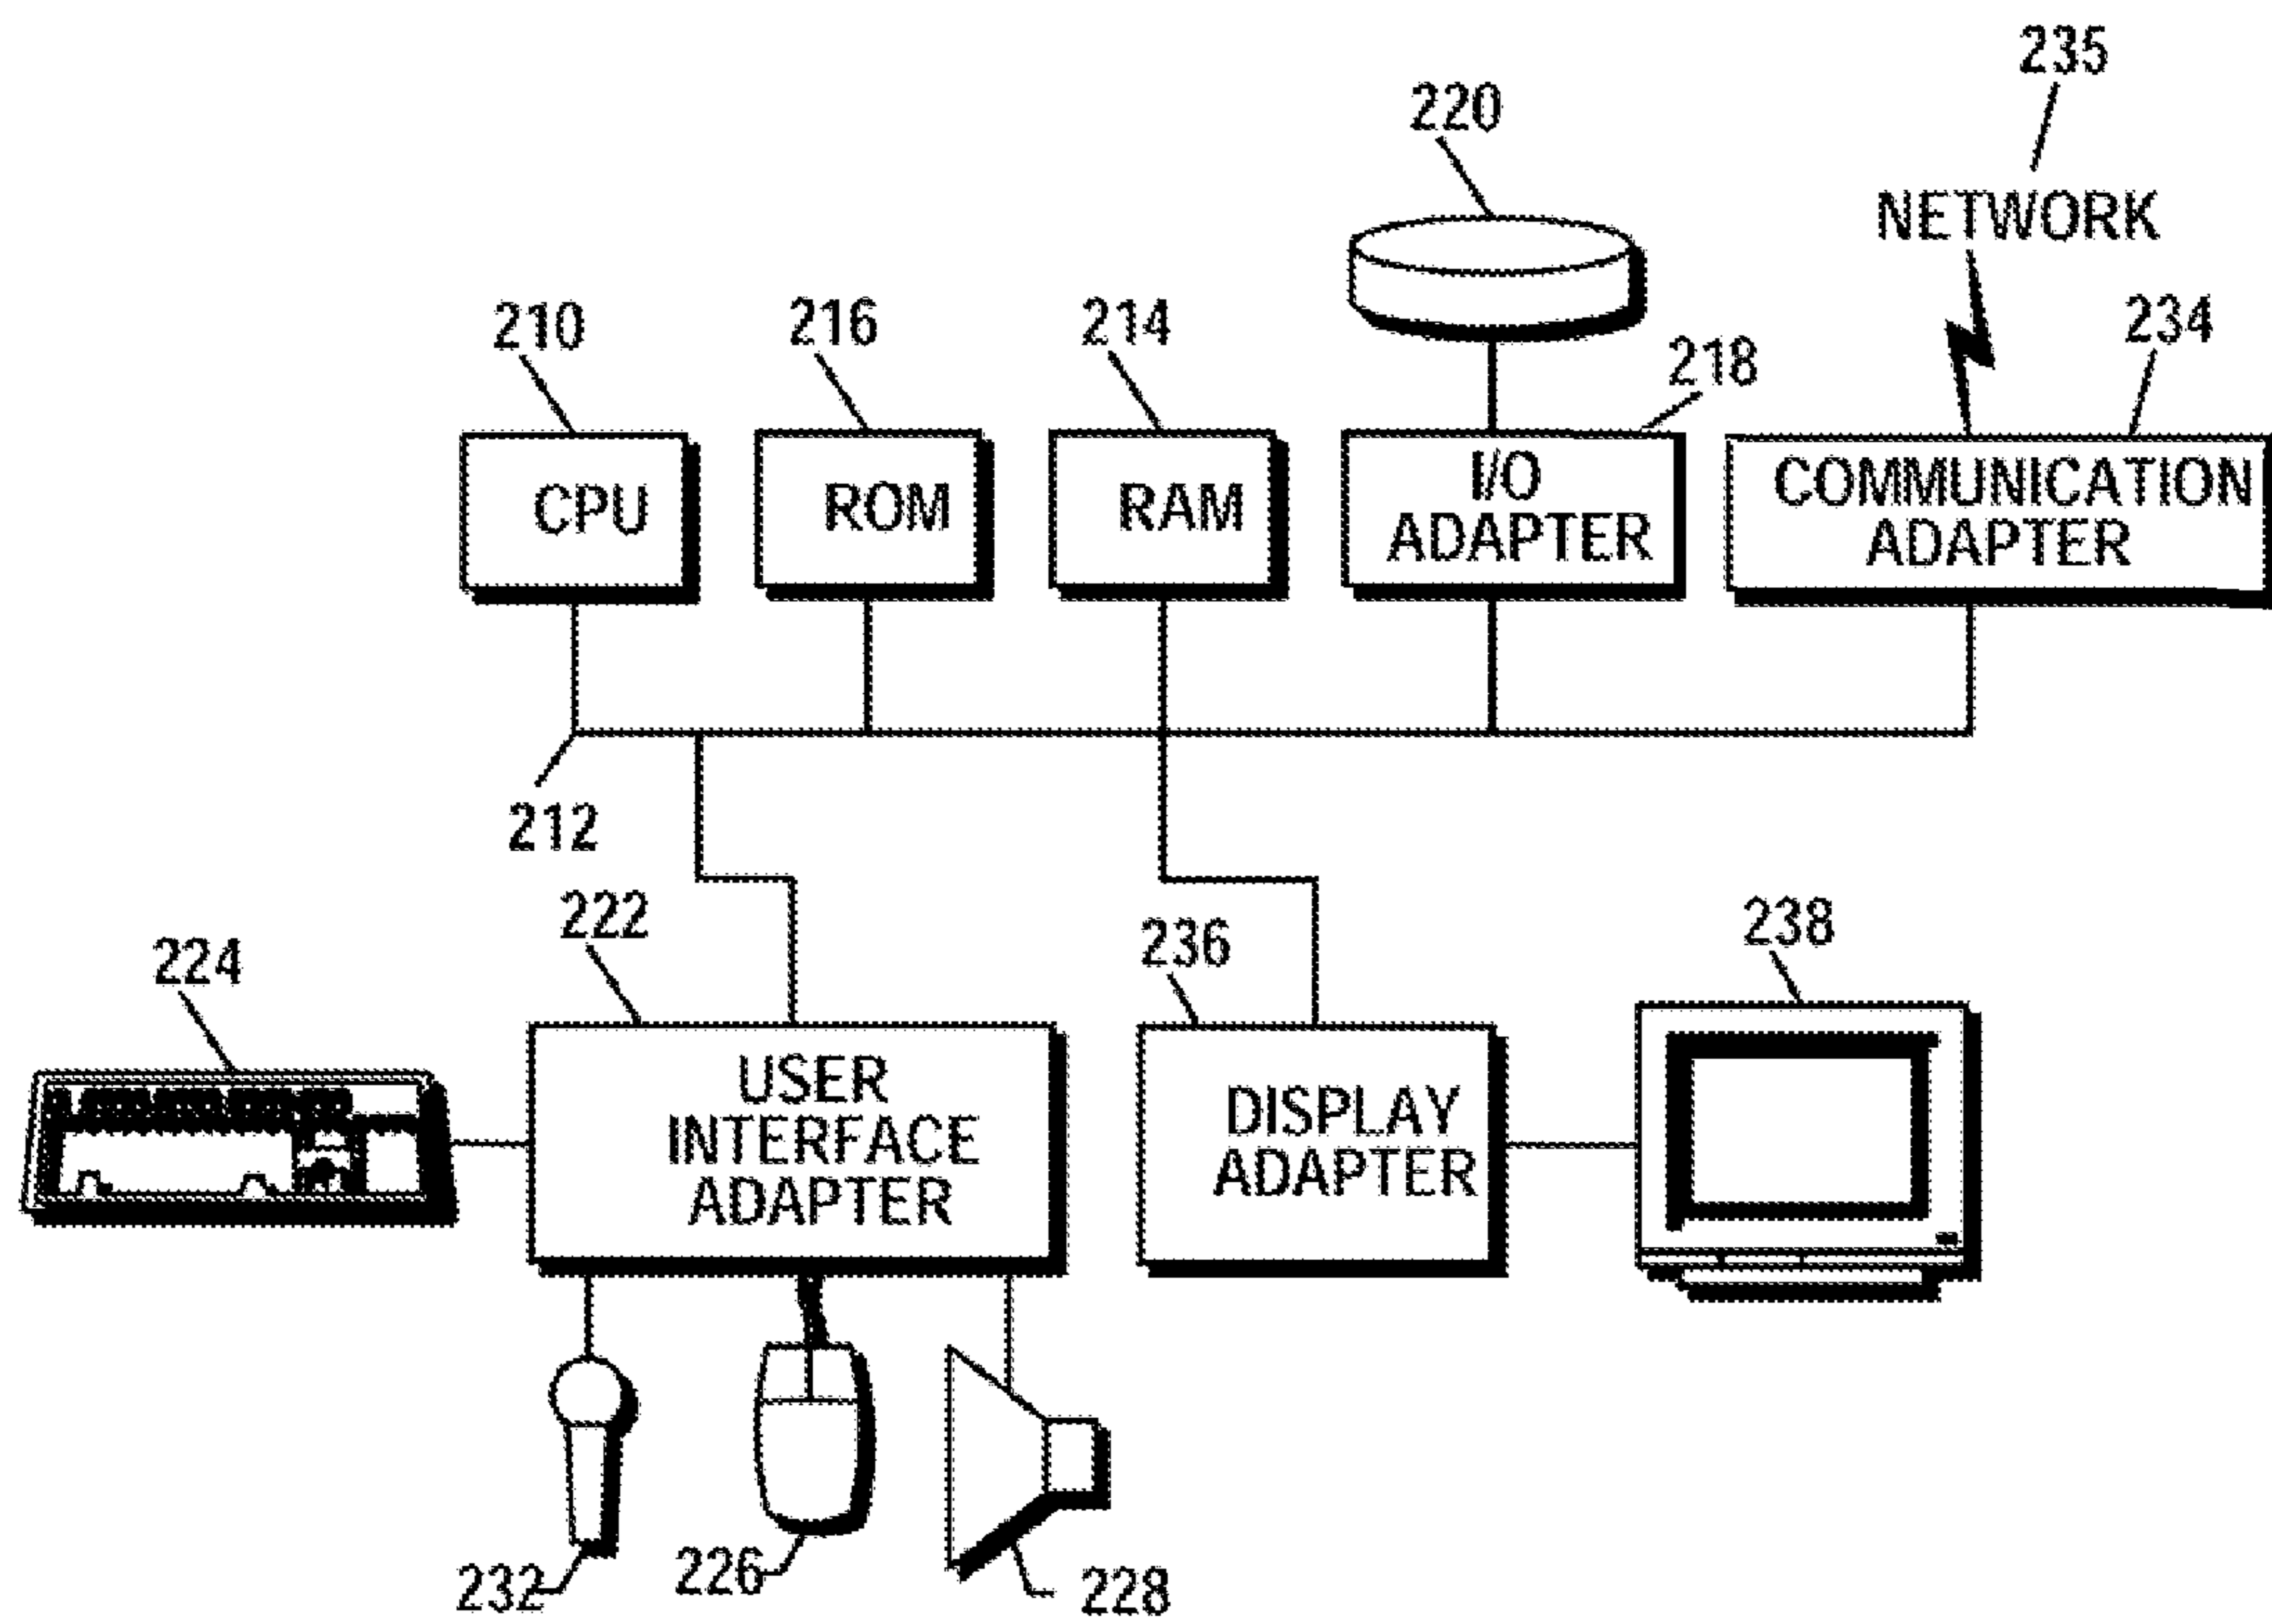 235
220
NETWORK
210
216
214
218
234
CPU
ROM
RAM
I/O
ADAPTER
COMMUNICATION
ADAPTER
212
222
224
236
238
USER
INTERFACE
ADAPTER
DISPLAY
ADAPTER
232
226
228